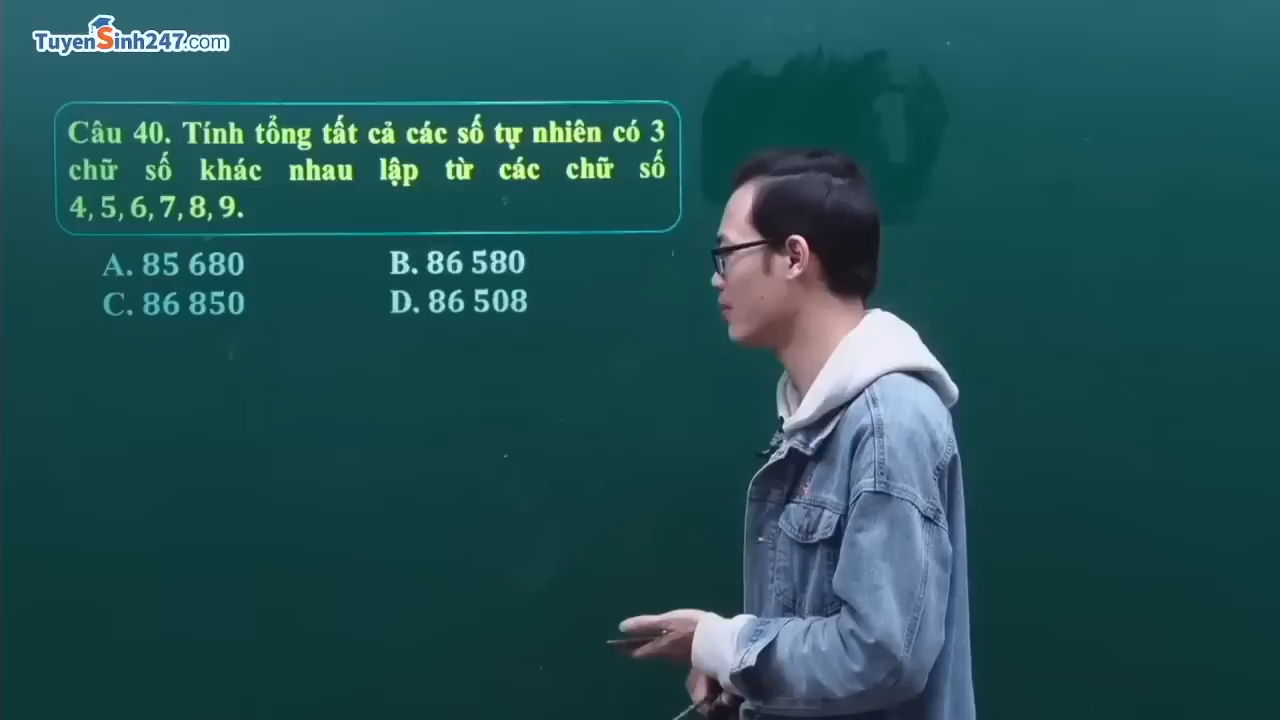 TuyenSinh247.com
Câu 40. Tính tổng tất cả các số tự nhiên có 3
chữ số khác nhau lập từ các chữ số
4, 5, 6, 7, 8, 9.
A. 85 680 B. 86 580
C. 86 850 D. 86 508